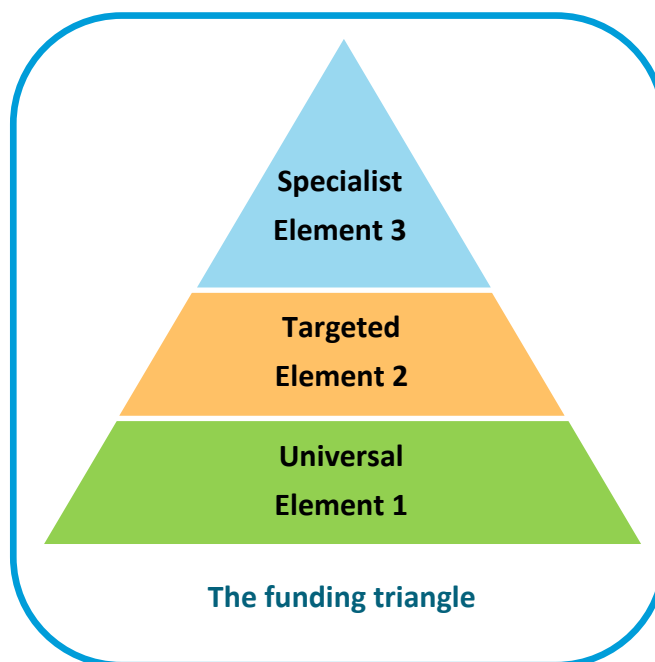 Specialist
Element 3
Targeted
Element 2
Universal
Element 1
The funding triangle